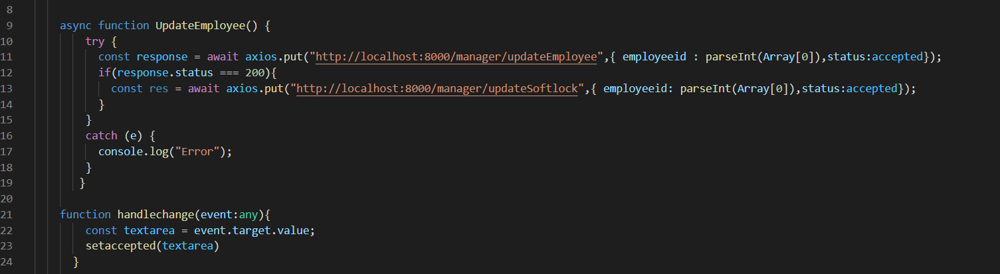 8
9 async function UpdateEmployee() {
10 try {
11 const response = await axios.put("http://localhost:8000/manager/updateEmployee",{ employeeid : parseInt(Array[0]),status:accepted});
12 if(response.status === 200){
13 const res = await axios.put("http://localhost:8000/manager/updateSoftlock",{ employeeid: parseInt(Array[0]),status:accepted});
14 }
15 }
16 catch (e) {
17 console.log("Error");
18 }
19 }
20
21 function handlechange(event:any){
22 const textarea = event.target.value;
23 setaccepted(textarea)
24 }